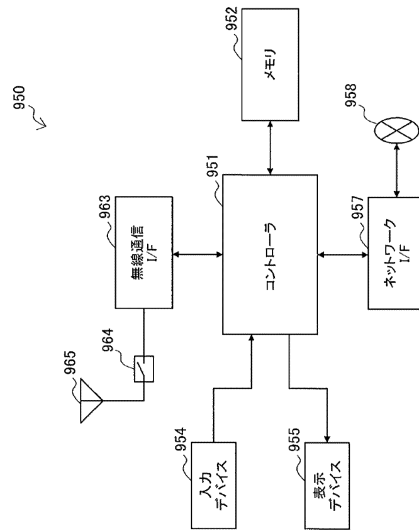 950
965
964
963
無線通信
I/F
952
メモリ
951
コントローラ
954
入力
デバイス
955
表示
デバイス
957
ネットワーク
I/F
958